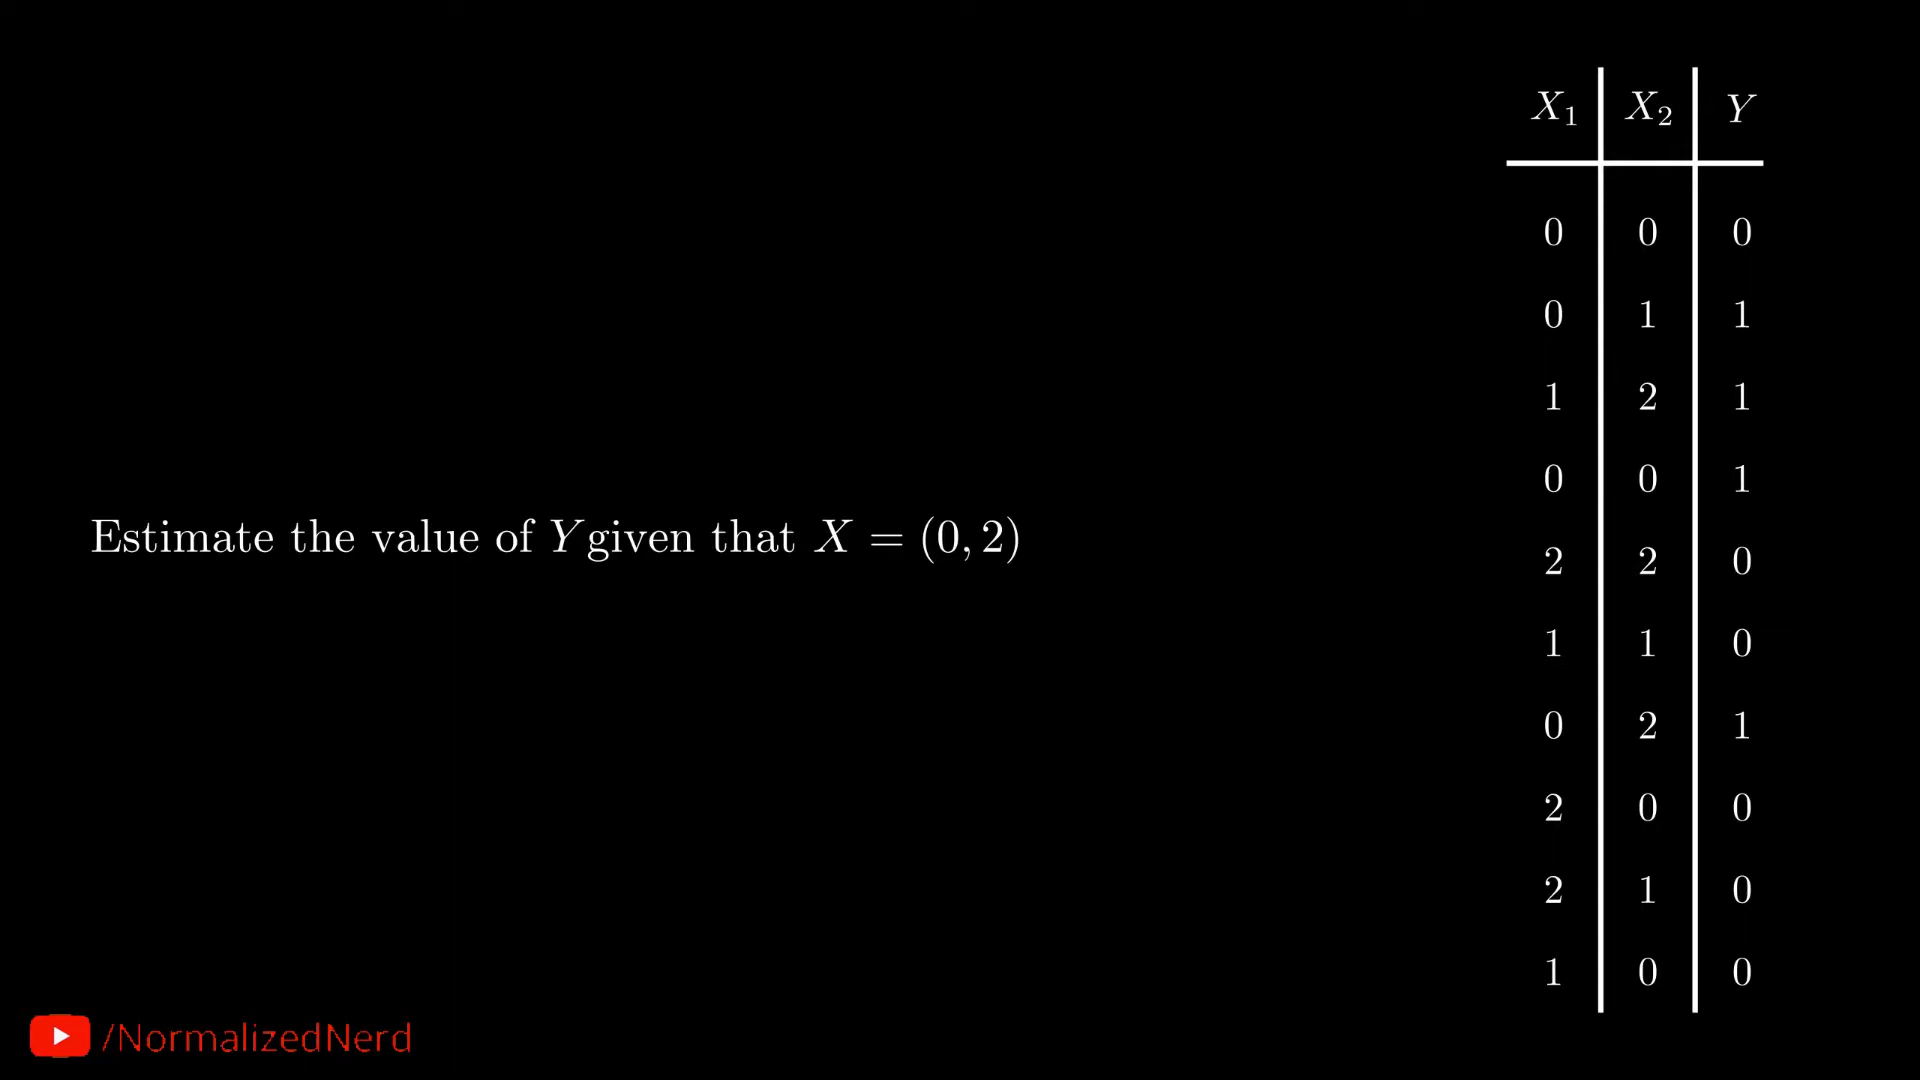 X₁ X₂ Y
0 0 0
0 1 1
1 2 1
0 0 1
Estimate the value of Y given that X = (0, 2)
2 2 0
1 1 0
0 2 1
2 0 0
2 1 0
1 0 0
/NormalizedNerd